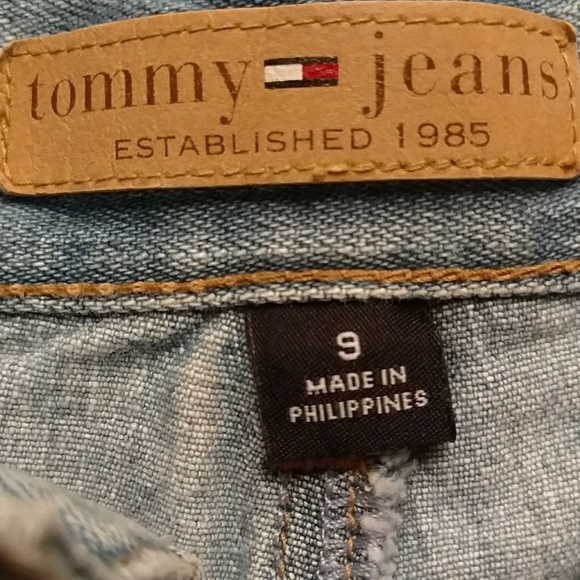 tommy jeans
ESTABLISHED 1985
9
MADE IN
PHILIPPINES